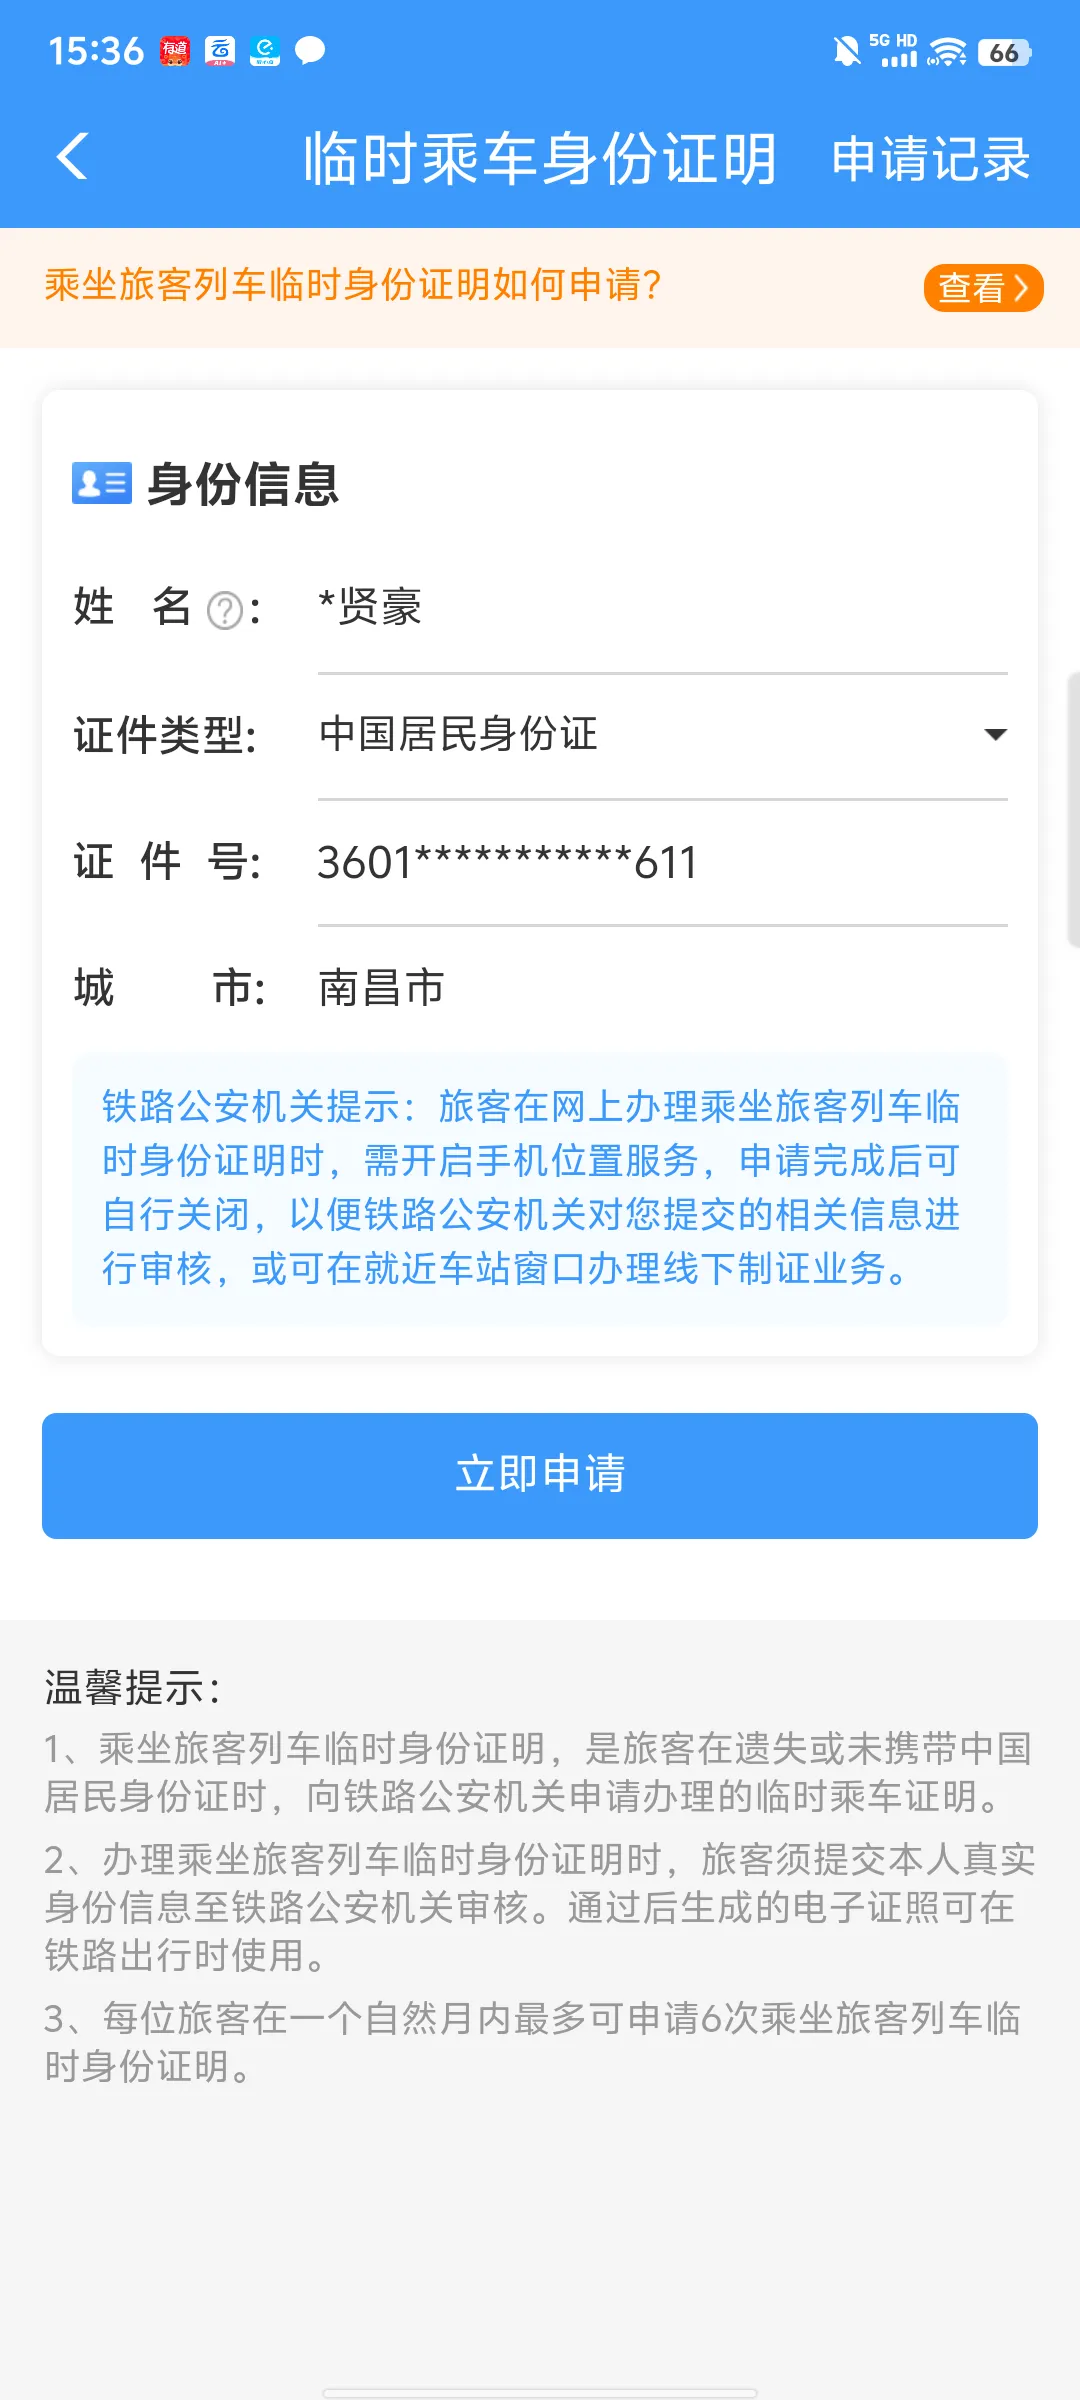 15:36
5G HD
66
临时乘车身份证明
申请记录
乘坐旅客列车临时身份证明如何申请?
查看
身份信息
姓 名?: *贤豪
证件类型: 中国居民身份证
证 件 号: 3601***********611
城 市: 南昌市
铁路公安机关提示：旅客在网上办理乘坐旅客列车临
时身份证明时，需开启手机位置服务，申请完成后可
自行关闭，以便铁路公安机关对您提交的相关信息进
行审核，或可在就近车站窗口办理线下制证业务。
立即申请
温馨提示：
1、乘坐旅客列车临时身份证明，是旅客在遗失或未携带中国
居民身份证时，向铁路公安机关申请办理的临时乘车证明。
2、办理乘坐旅客列车临时身份证明时，旅客须提交本人真实
身份信息至铁路公安机关审核。通过后生成的电子证照可在
铁路出行时使用。
3、每位旅客在一个自然月内最多可申请6次乘坐旅客列车临
时身份证明。